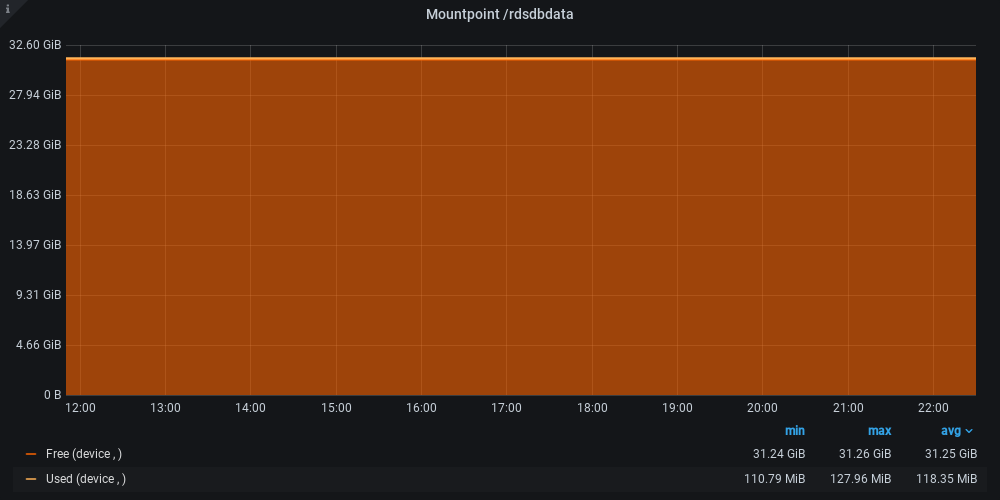 i
Mountpoint /rdsdbdata
32.60 GiB
27.94 GiB
23.28 GiB
18.63 GiB
13.97 GiB
9.31 GiB
4.66 GiB
0 B
12:00 13:00 14:00 15:00 16:00 17:00 18:00 19:00 20:00 21:00 22:00
min max avg
Free (device , ) 31.24 GiB 31.26 GiB 31.25 GiB
Used (device , ) 110.79 MiB 127.96 MiB 118.35 MiB